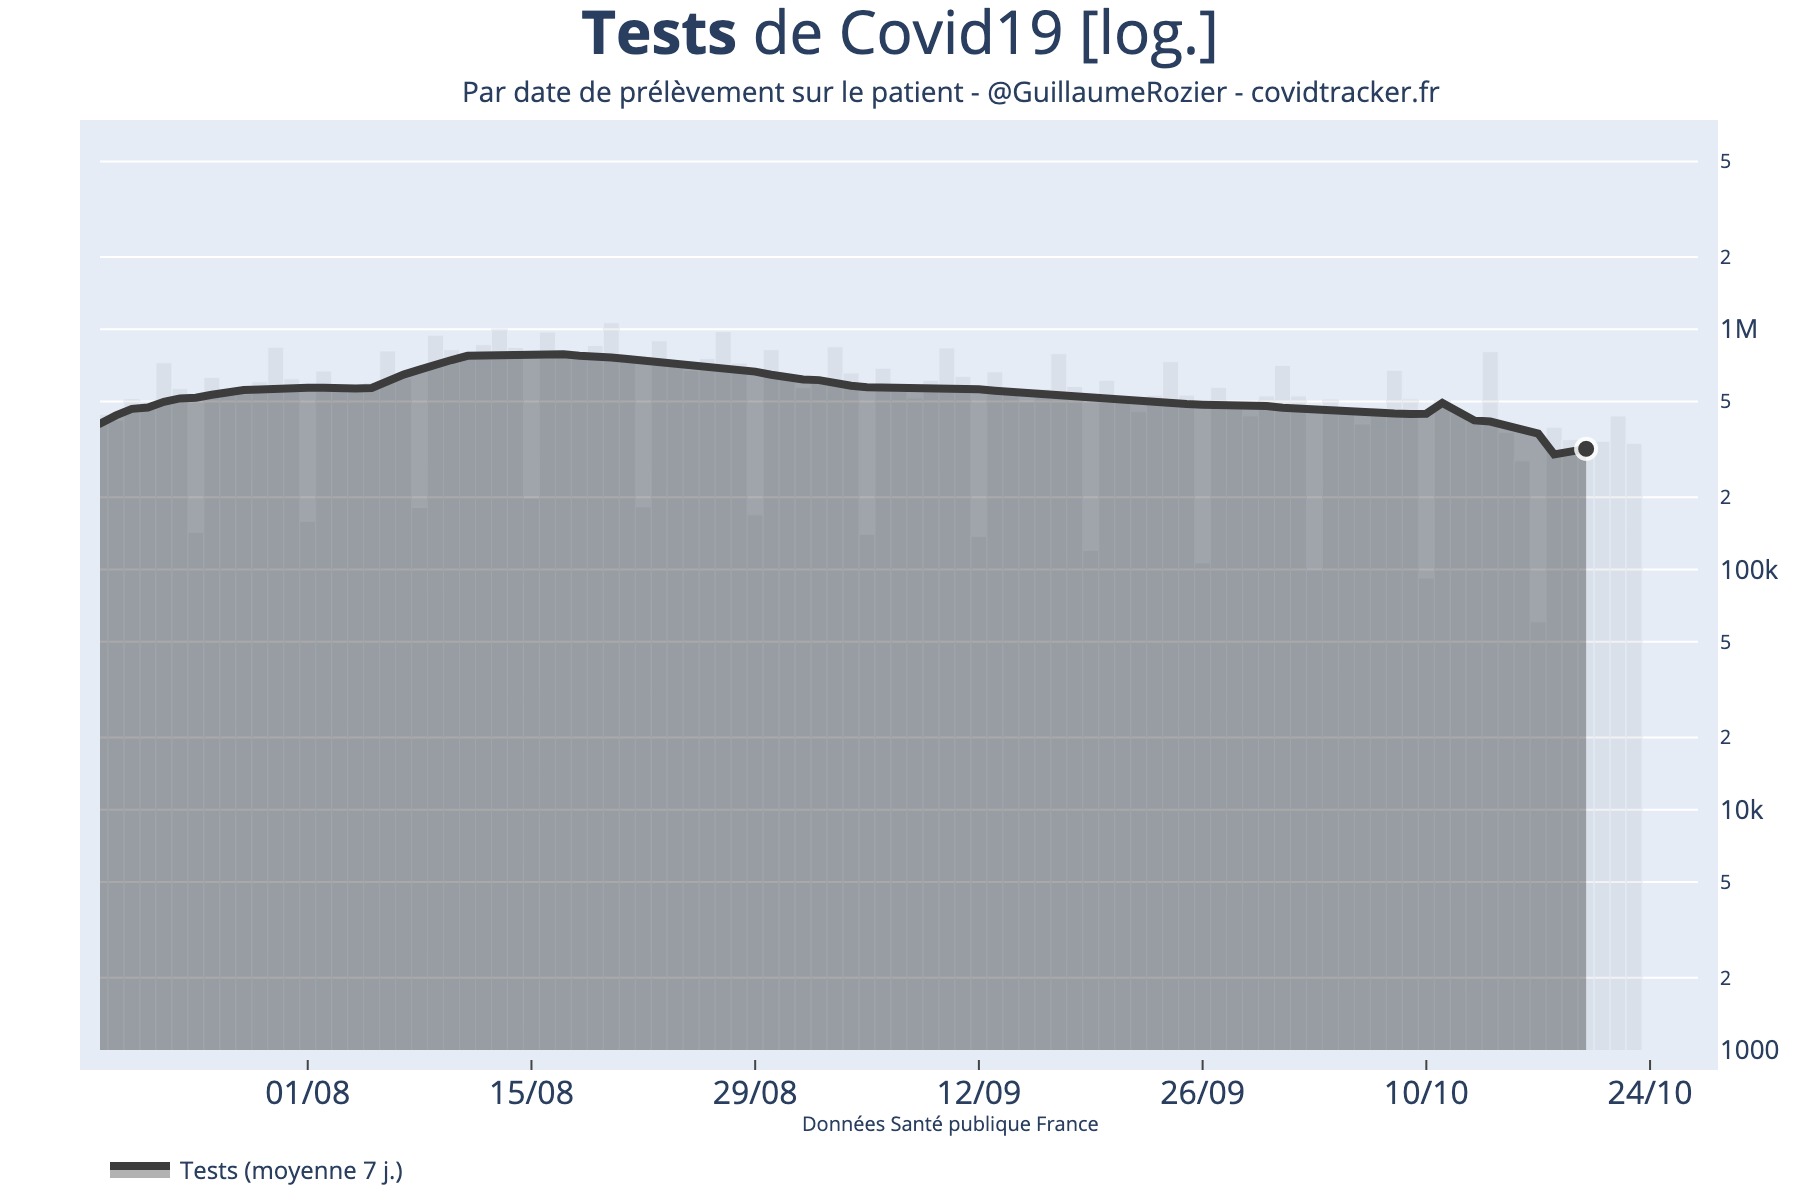 Tests de Covid19 [log.]
Par date de prélèvement sur le patient - @GuillaumeRozier - covidtracker.fr
5
2
1M
5
2
100k
5
2
10k
5
2
1000
01/08 15/08 29/08 12/09 26/09 10/10 24/10
Données Santé publique France
Tests (moyenne 7 j.)